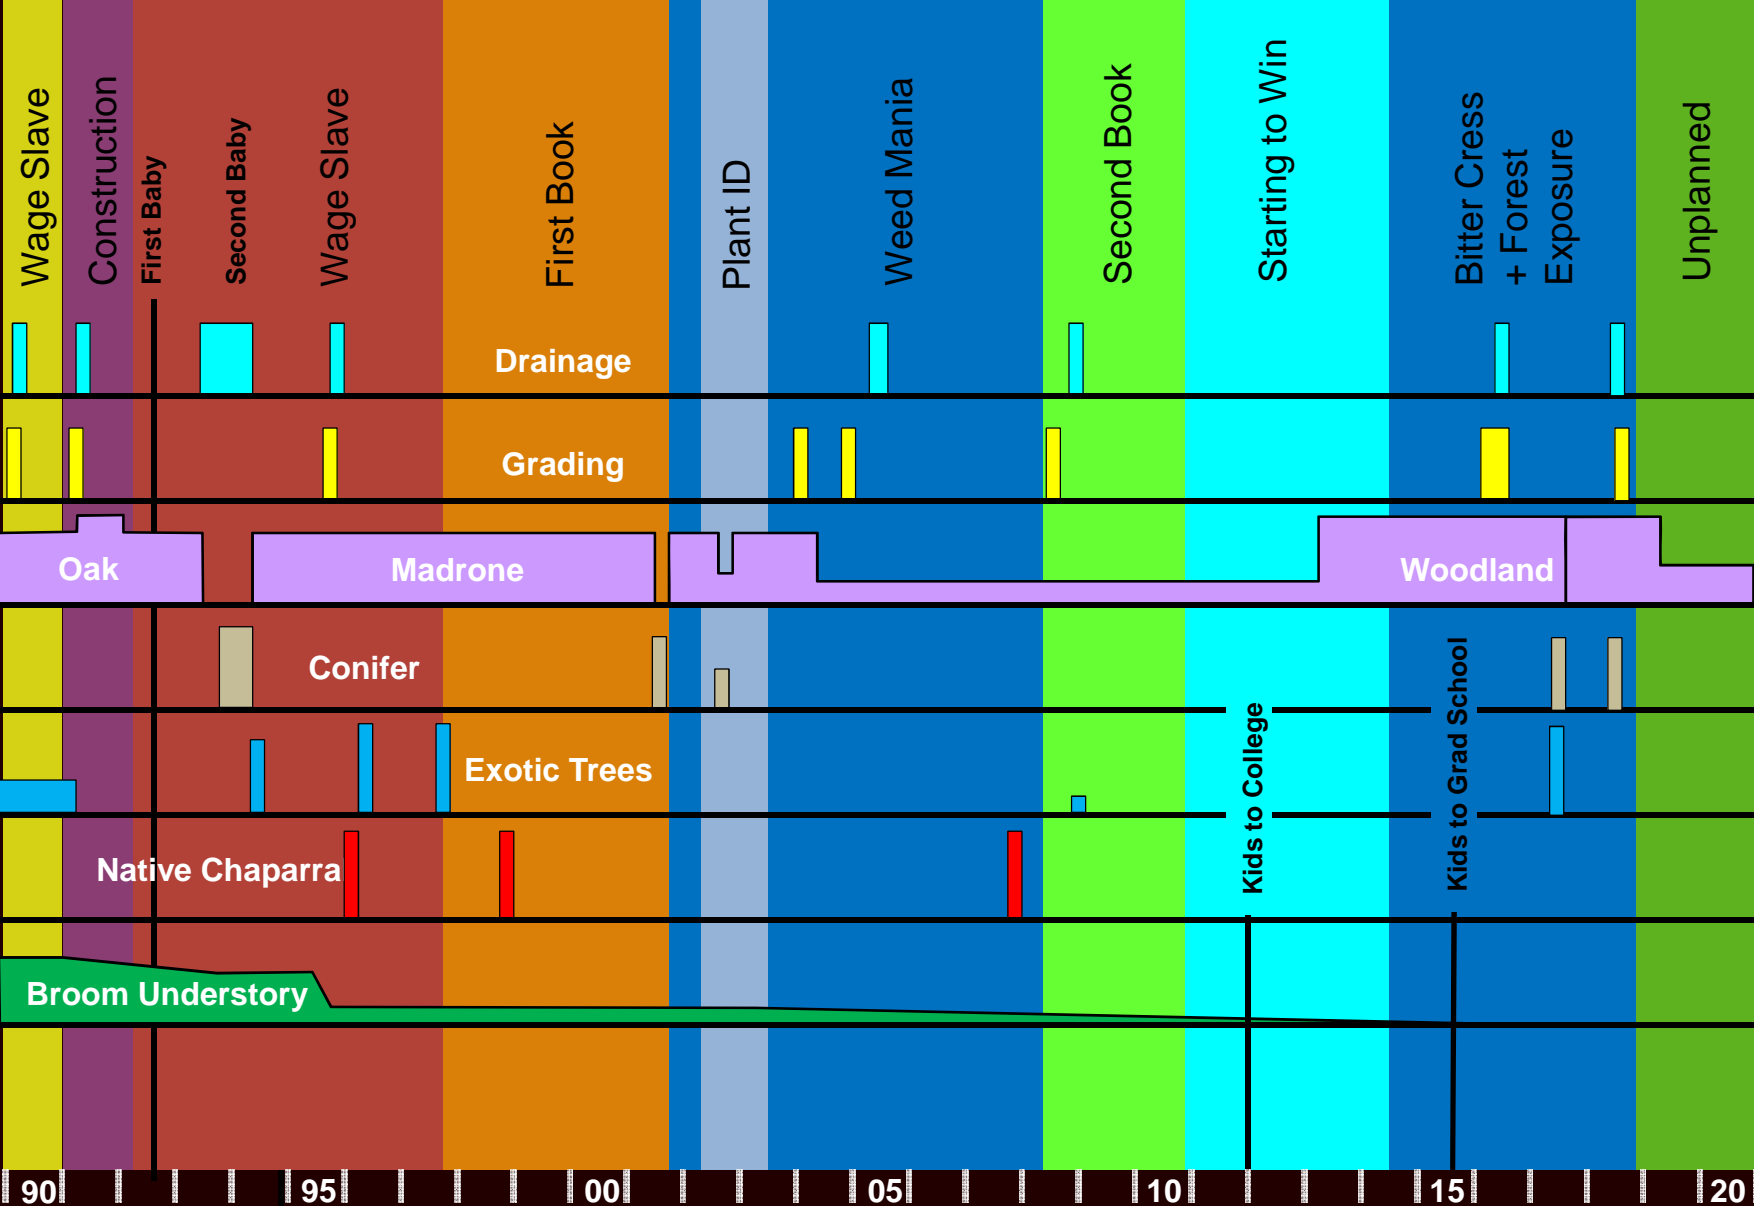 Wage Slave
Construction
First Baby
Second Baby
Wage Slave
First Book
Plant ID
Weed Mania
Second Book
Starting to Win
Bitter Cress
+ Forest
Exposure
Unplanned
Drainage
Grading
Oak
Madrone
Woodland
Conifer
Exotic Trees
Kids to College
Kids to Grad School
Native Chaparra
Broom Understory
90
95
00
05
10
15
20